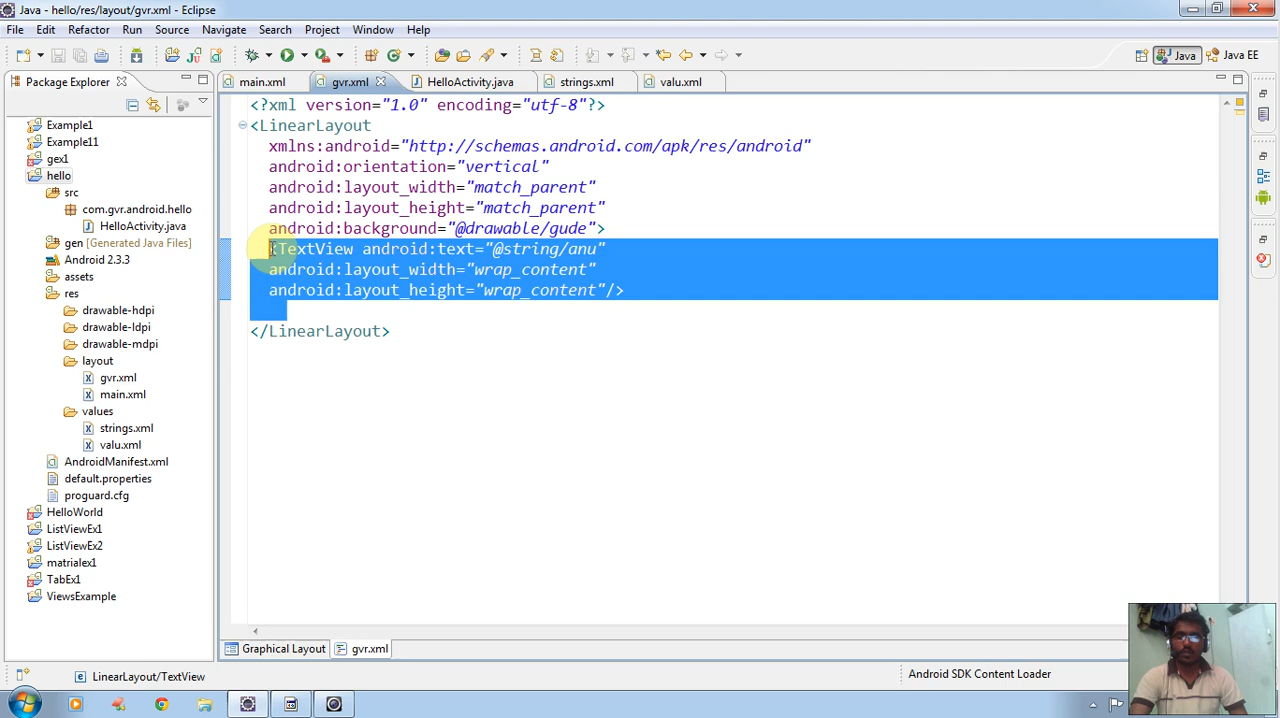 Java - hello/res/layout/gvr.xml - Eclipse
File Edit Refactor Run Source Navigate Search Project Window Help
Java Java EE
Package Explorer
main.xml gvr.xml HelloActivity.java strings.xml valu.xml
Example1
Example11
gex1
hello
src
com.gvr.android.hello
HelloActivity.java
gen [Generated Java Files]
Android 2.3.3
assets
res
drawable-hdpi
drawable-ldpi
drawable-mdpi
layout
gvr.xml
main.xml
values
strings.xml
valu.xml
AndroidManifest.xml
default.properties
proguard.cfg
HelloWorld
ListViewEx1
ListViewEx2
matrialex1
TabEx1
ViewsExample
<?xml version="1.0" encoding="utf-8"?>
<LinearLayout
xmlns:android="http://schemas.android.com/apk/res/android"
android:orientation="vertical"
android:layout_width="match_parent"
android:layout_height="match_parent"
android:background="@drawable/gude">
<TextView android:text="@string/anu"
android:layout_width="wrap_content"
android:layout_height="wrap_content"/>
</LinearLayout>
Graphical Layout gvr.xml
LinearLayout/TextView
Android SDK Content Loader